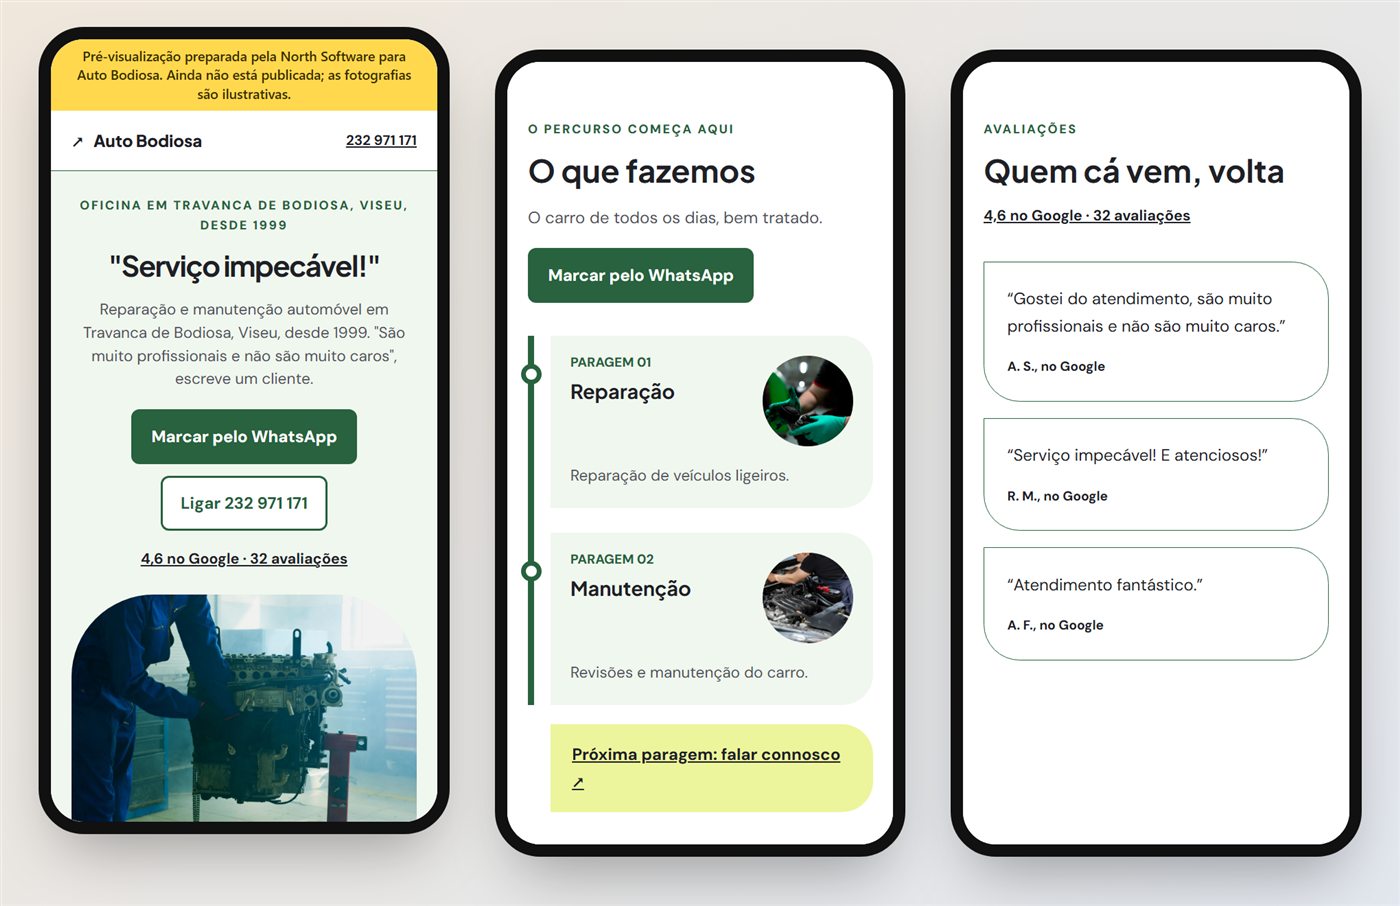 Pré-visualização preparada pela North Software para
Auto Bodiosa. Ainda não está publicada; as fotografias
são ilustrativas.
↗ Auto Bodiosa
232 971 171
OFICINA EM TRAVANCA DE BODIOSA, VISEU,
DESDE 1999
"Serviço impecável!"
Reparação e manutenção automóvel em
Travanca de Bodiosa, Viseu, desde 1999. "São
muito profissionais e não são muito caros",
escreve um cliente.
Marcar pelo WhatsApp
Ligar 232 971 171
4,6 no Google · 32 avaliações
O PERCURSO COMEÇA AQUI
O que fazemos
O carro de todos os dias, bem tratado.
Marcar pelo WhatsApp
PARAGEM 01
Reparação
Reparação de veículos ligeiros.
PARAGEM 02
Manutenção
Revisões e manutenção do carro.
Próxima paragem: falar connosco
↗
AVALIAÇÕES
Quem cá vem, volta
4,6 no Google · 32 avaliações
“Gostei do atendimento, são muito
profissionais e não são muito caros.”
A. S., no Google
“Serviço impecável! E atenciosos!”
R. M., no Google
“Atendimento fantástico.”
A. F., no Google